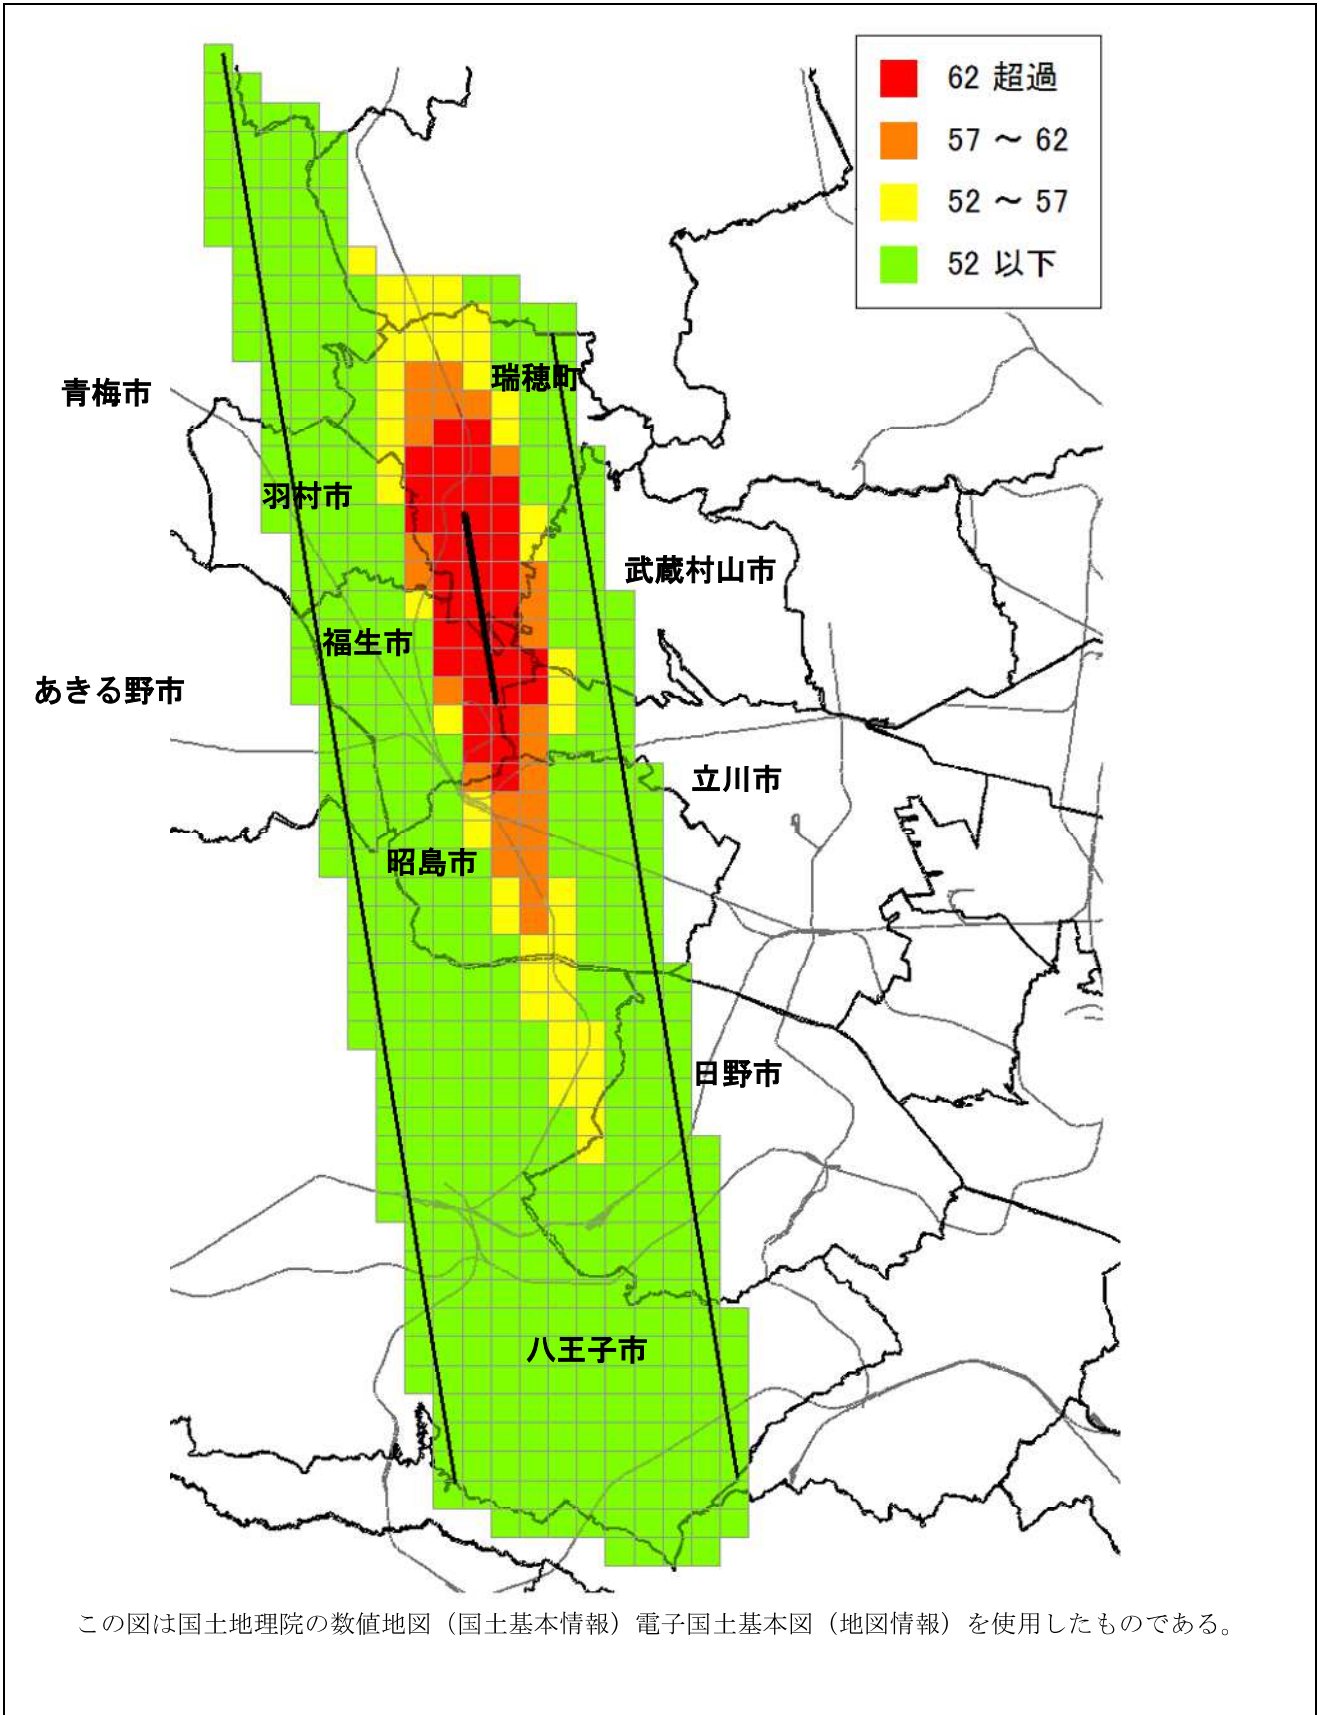 62 超過
57 ～ 62
52 ～ 57
52 以下
瑞穂町
青梅市
羽村市
武蔵村山市
福生市
あきる野市
立川市
昭島市
日野市
八王子市
この図は国土地理院の数値地図（国土基本情報）電子国土基本図（地図情報）を使用したものである。